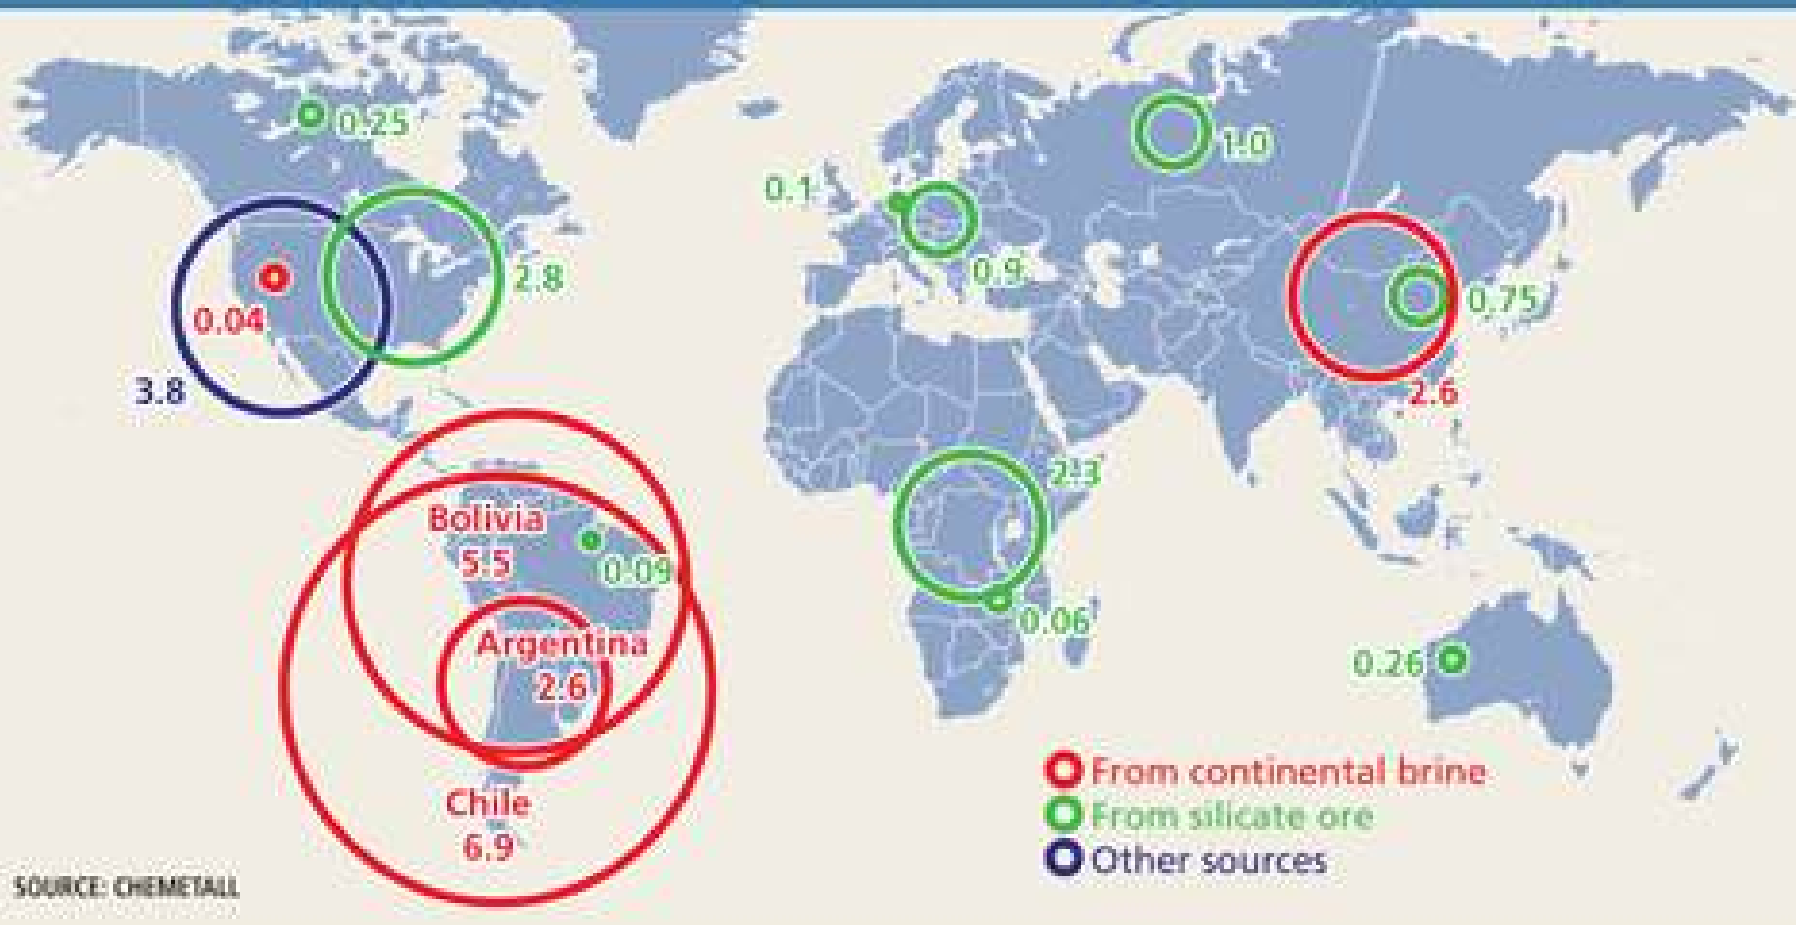 0.25
1.0
0.1
0.9
2.8
0.04
0.75
3.8
2.6
2.3
Bolivia
5.5
0.09
0.06
Argentina
2.6
0.26
Chile
6.9
From continental brine
From silicate ore
Other sources
SOURCE: CHEMETALL